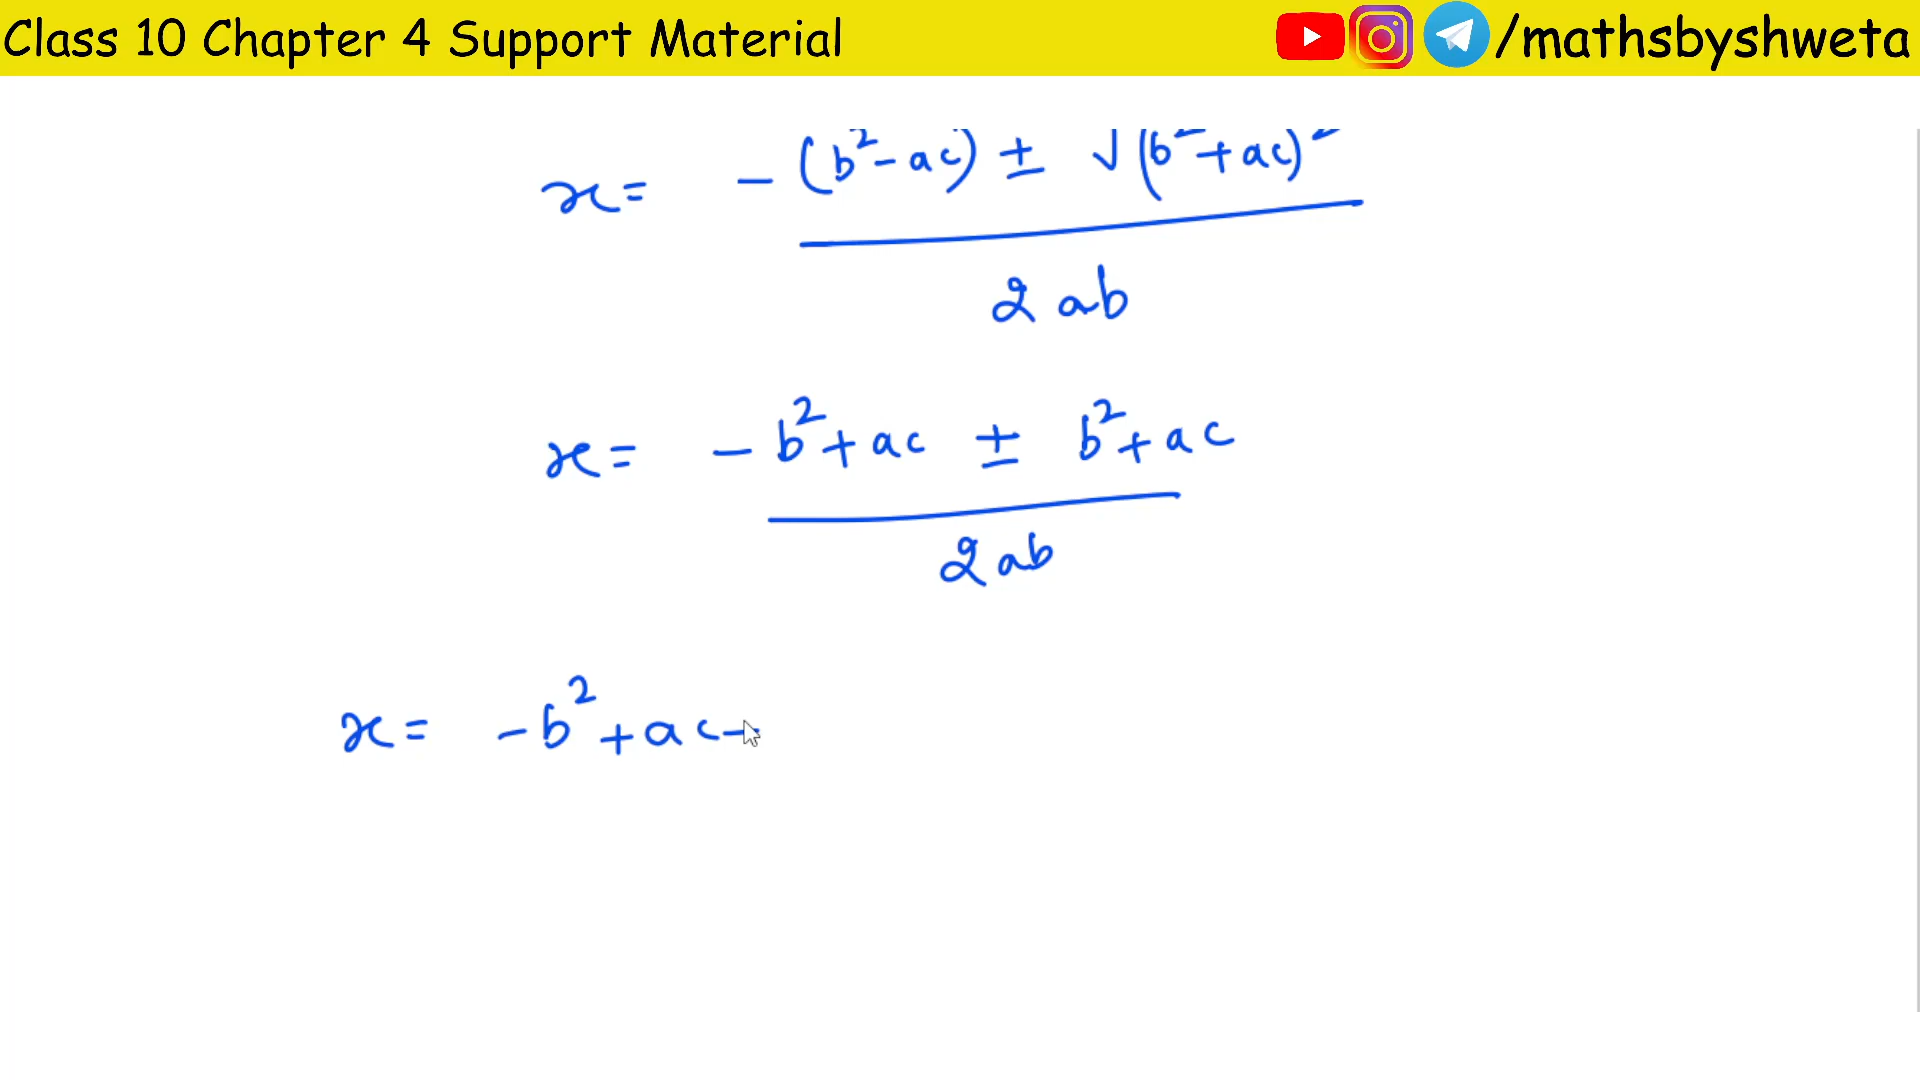 Class 10 Chapter 4 Support Material /mathsbyshweta
x = -(b²-ac) ± √(b²+ac)²
2ab
x = -b²+ac ± b²+ac
2ab
x = -b²+ac